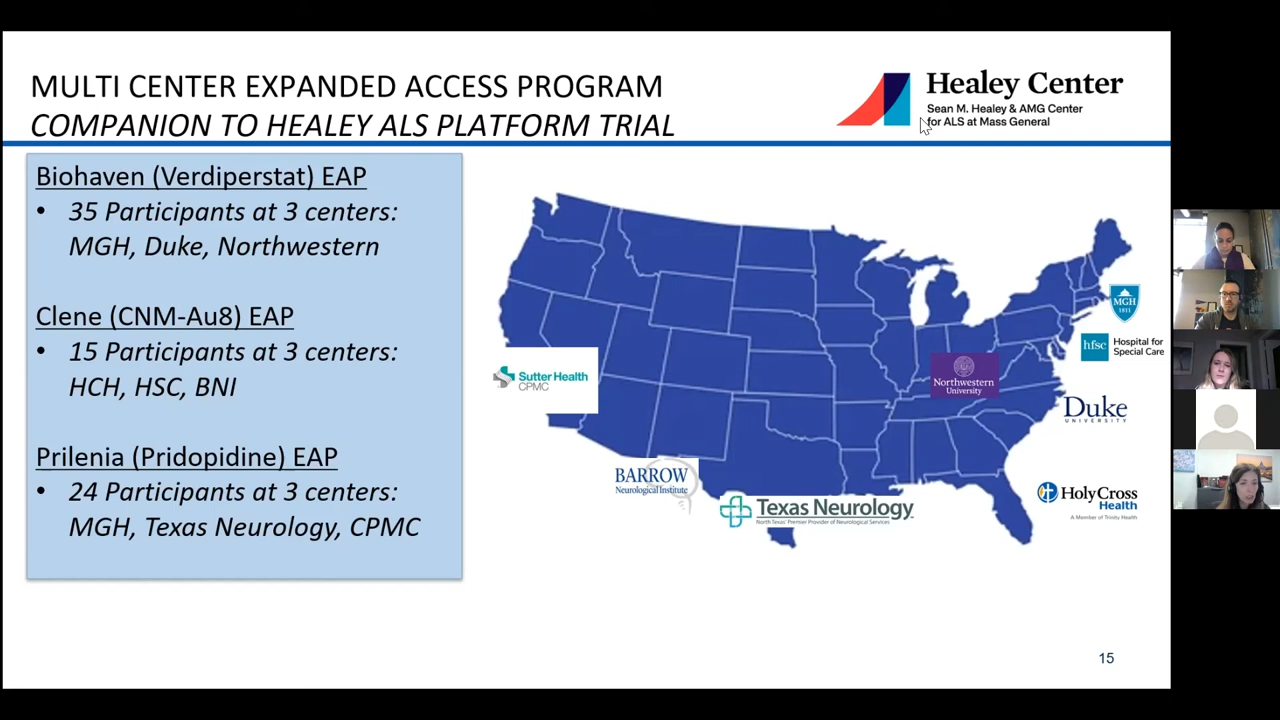 MULTI CENTER EXPANDED ACCESS PROGRAM
COMPANION TO HEALEY ALS PLATFORM TRIAL
Healey Center
Sean M. Healey & AMG Center
for ALS at Mass General
Biohaven (Verdiperstat) EAP
• 35 Participants at 3 centers:
MGH, Duke, Northwestern
Clene (CNM-Au8) EAP
• 15 Participants at 3 centers:
HCH, HSC, BNI
Prilenia (Pridopidine) EAP
• 24 Participants at 3 centers:
MGH, Texas Neurology, CPMC
MGH
1811
hfsc
Hospital for
Special Care
Sutter Health
CPMC
Northwestern
University
Duke
UNIVERSITY
BARROW
Neurological Institute
Texas Neurology
North Texas' Premier Provider of Neurological Services
Holy Cross
Health
A Member of Trinity Health
15